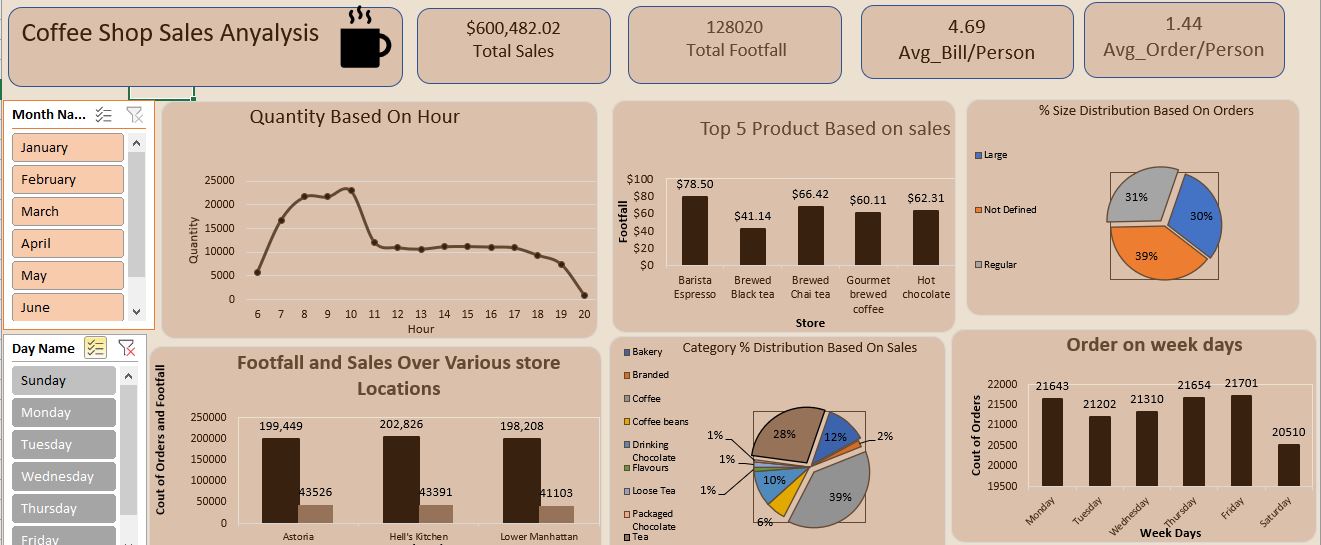 Coffee Shop Sales Anyalysis
$600,482.02
Total Sales
128020
Total Footfall
4.69
Avg_Bill/Person
1.44
Avg_Order/Person
Month Na...
January
February
March
April
May
June
Day Name
Sunday
Monday
Tuesday
Wednesday
Thursday
Friday
Quantity Based On Hour
Quantity
25000
20000
15000
10000
5000
0
6 7 8 9 10 11 12 13 14 15 16 17 18 19 20
Hour
Top 5 Product Based on sales
Footfall
$100
$80
$60
$40
$20
$0
$78.50
$41.14
$66.42
$60.11
$62.31
Barista
Espresso
Brewed
Black tea
Brewed
Chai tea
Gourmet
brewed
coffee
Hot
chocolate
Store
% Size Distribution Based On Orders
Large
Not Defined
Regular
31%
30%
39%
Footfall and Sales Over Various store
Locations
Cout of Orders and Footfall
250000
200000
150000
100000
50000
0
199,449
43526
202,826
43391
198,208
41103
Astoria
Hell's Kitchen
Lower Manhattan
Category % Distribution Based On Sales
Bakery
Branded
Coffee
Coffee beans
Drinking
Chocolate
Flavours
Loose Tea
Packaged
Chocolate
Tea
28%
12%
2%
39%
6%
10%
1%
1%
1%
Order on week days
Cout of Orders
22000
21500
21000
20500
20000
19500
21643
21202
21310
21654
21701
20510
Monday
Tuesday
Wednesday
Thursday
Friday
Saturday
Week Days